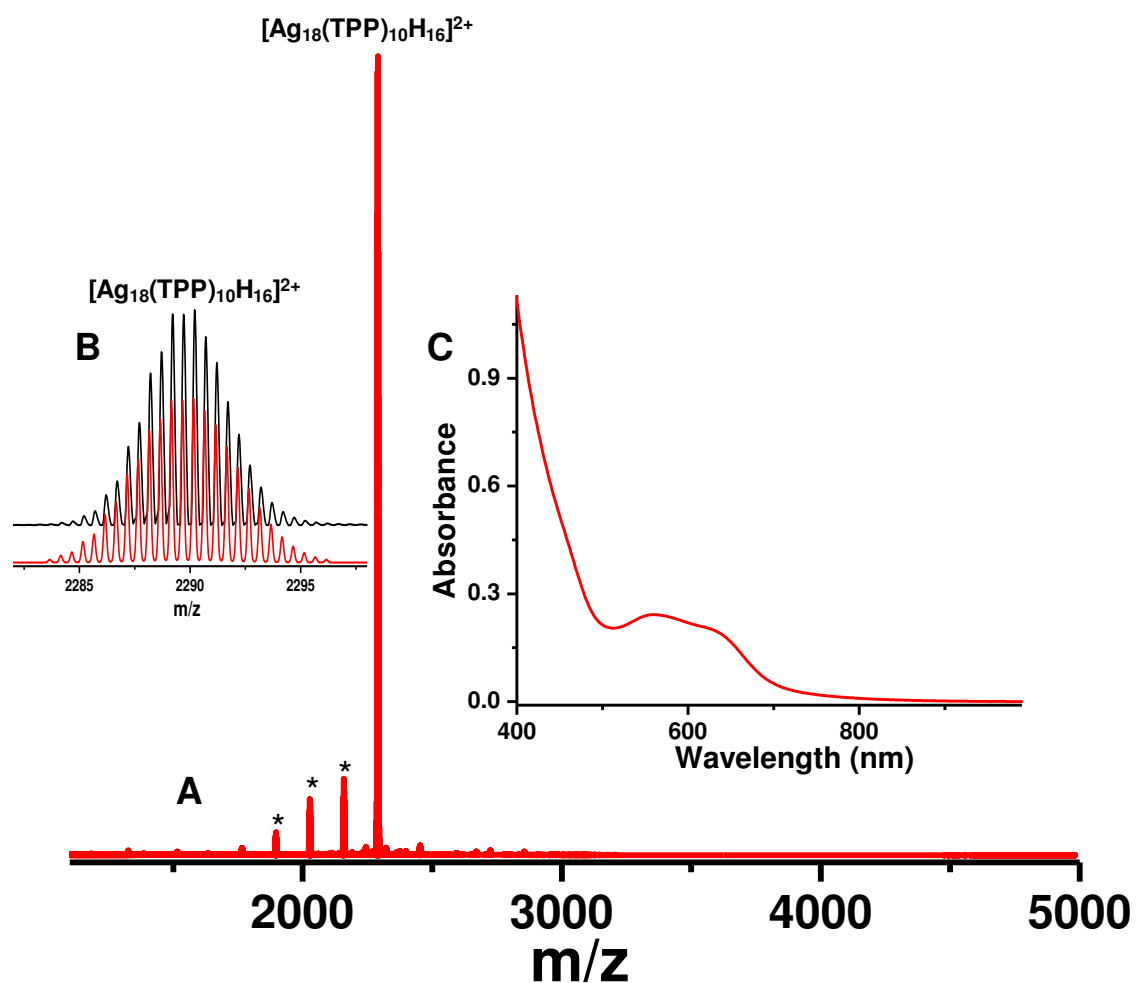 [Ag₁₈(TPP)₁₀H₁₆]²⁺
[Ag₁₈(TPP)₁₀H₁₆]²⁺
B
2285 2290 2295
m/z
C
0.9
0.6
0.3
0.0
Absorbance
400 600 800
Wavelength (nm)
A
* * *
2000 3000 4000 5000
m/z